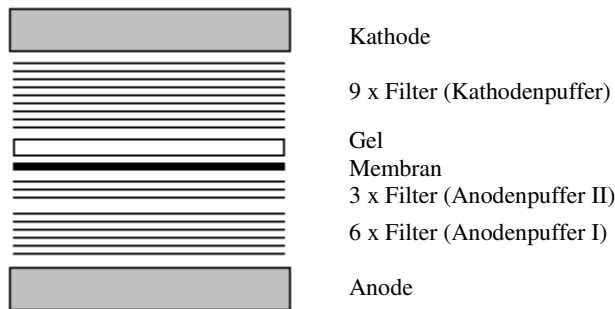 Kathode
9 x Filter (Kathodenpuffer)
Gel
Membran
3 x Filter (Anodenpuffer II)
6 x Filter (Anodenpuffer I)
Anode